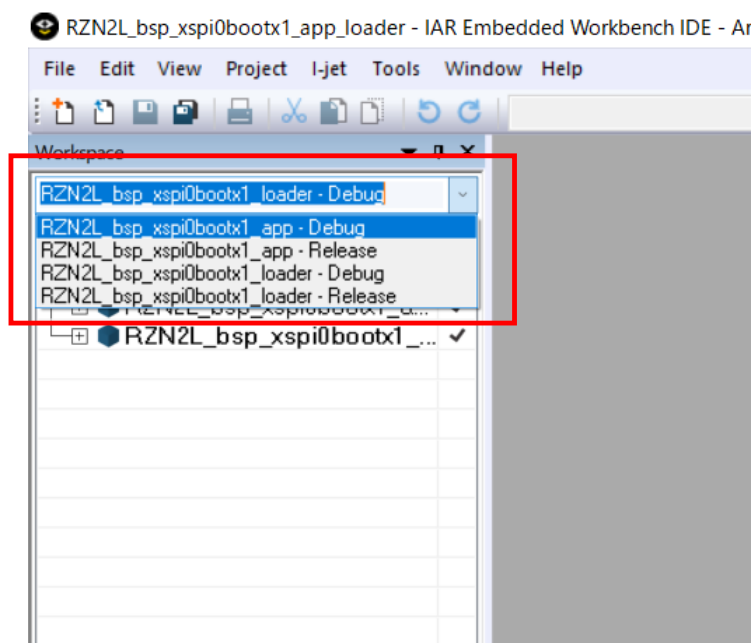 RZN2L_bsp_xspi0bootx1_app_loader - IAR Embedded Workbench IDE - Ar
File Edit View Project I-jet Tools Window Help
Workspace
RZN2L_bsp_xspi0bootx1_loader - Debug
RZN2L_bsp_xspi0bootx1_app - Debug
RZN2L_bsp_xspi0bootx1_app - Release
RZN2L_bsp_xspi0bootx1_loader - Debug
RZN2L_bsp_xspi0bootx1_loader - Release
RZN2L_bsp_xspi0bootx1_a...
RZN2L_bsp_xspi0bootx1_...